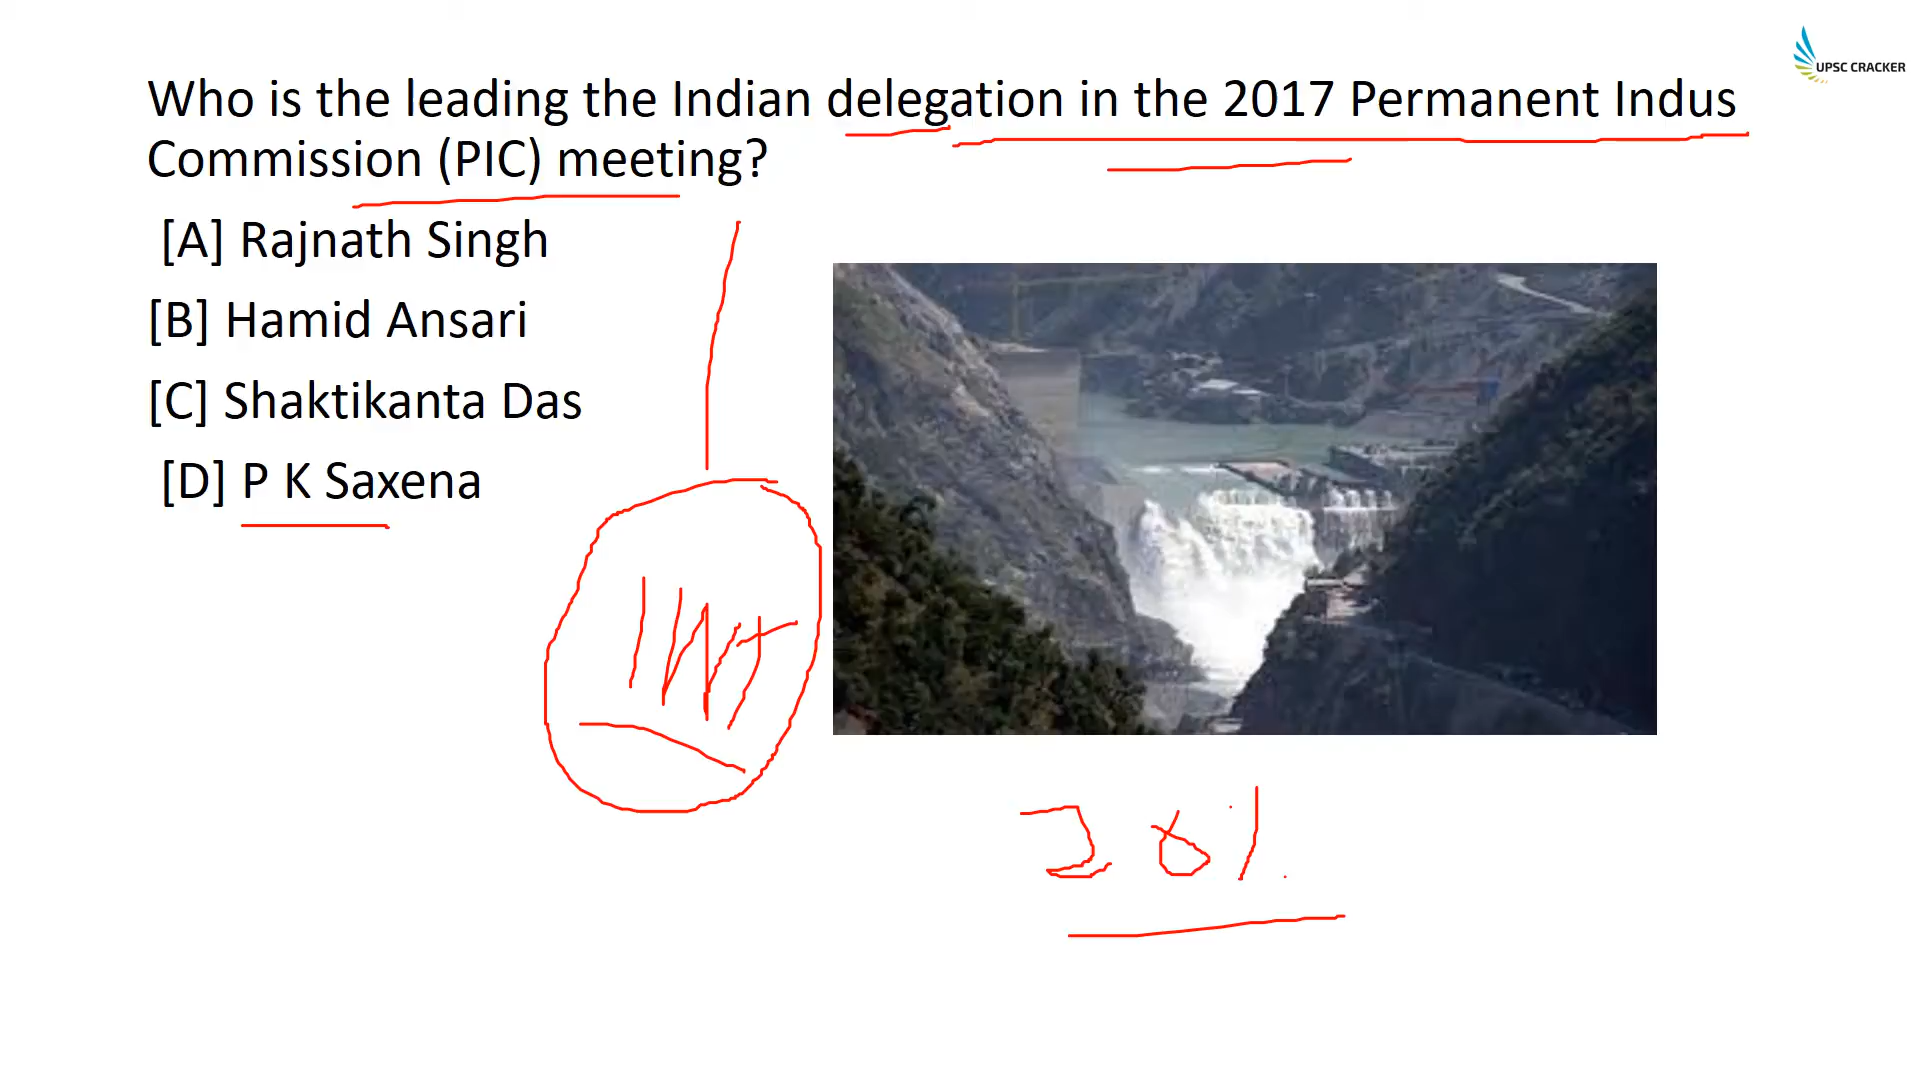 UPSC CRACKER
Who is the leading the Indian delegation in the 2017 Permanent Indus
Commission (PIC) meeting?
[A] Rajnath Singh
[B] Hamid Ansari
[C] Shaktikanta Das
[D] P K Saxena
IWT